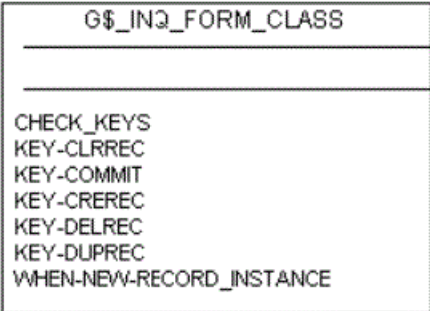 G$_INQ_FORM_CLASS
CHECK_KEYS
KEY-CLRREC
KEY-COMMIT
KEY-CREREC
KEY-DELREC
KEY-DUPREC
WHEN-NEW-RECORD_INSTANCE